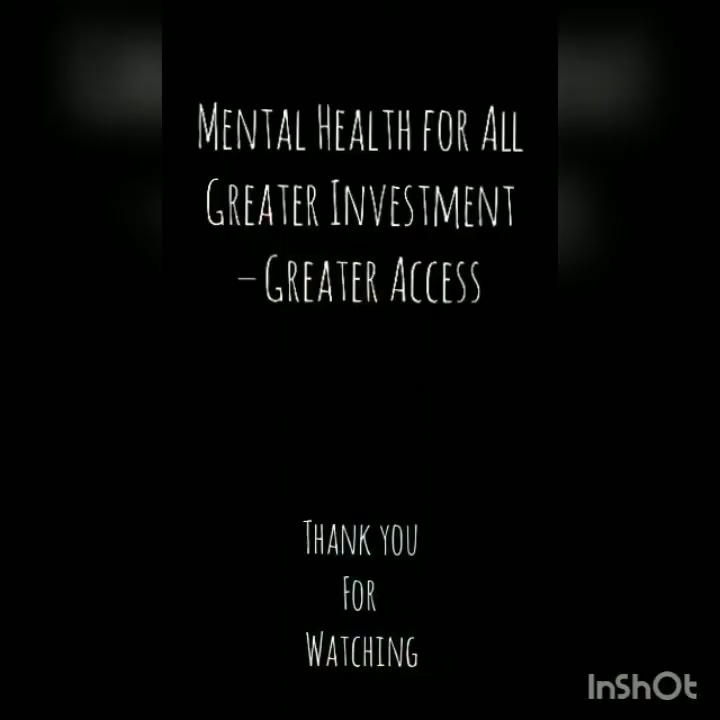 MENTAL HEALTH FOR ALL
GREATER INVESTMENT
– GREATER ACCESS
THANK YOU
FOR
WATCHING
InShOt